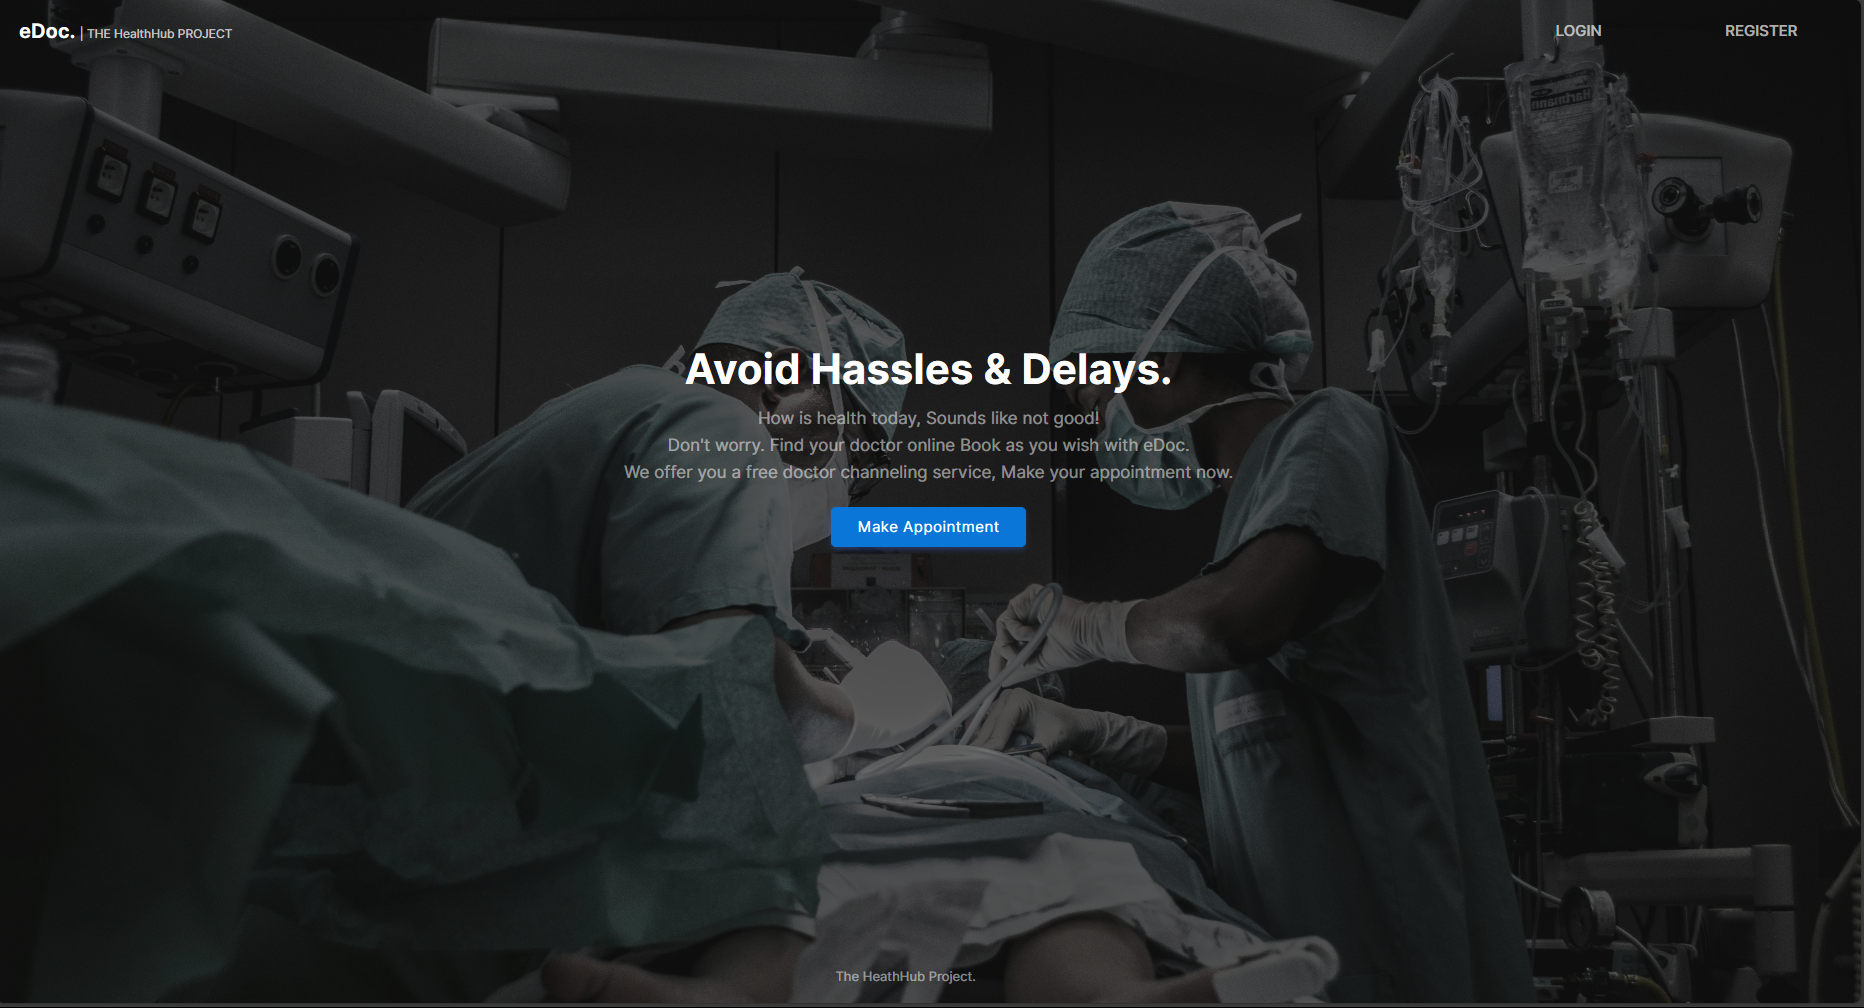 eDoc. | THE HealthHub PROJECT
LOGIN
REGISTER
Avoid Hassles & Delays.
How is health today, Sounds like not good!
Don't worry. Find your doctor online Book as you wish with eDoc.
We offer you a free doctor channeling service, Make your appointment now.
Make Appointment
The HeathHub Project.